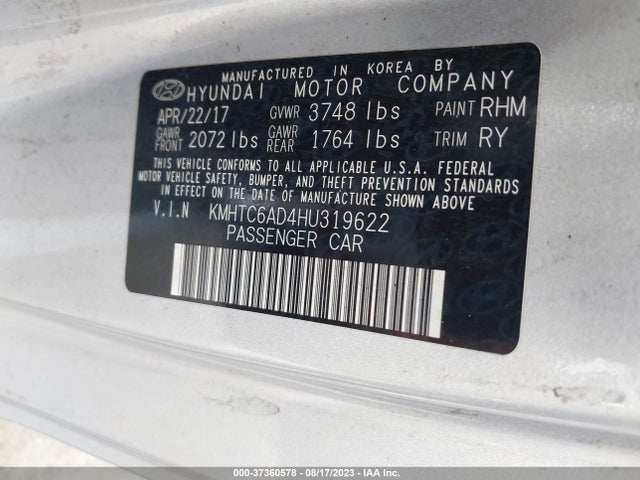 MANUFACTURED IN KOREA BY
HYUNDAI MOTOR COMPANY
APR/22/17 GVWR 3748 lbs PAINT RHM
GAWR FRONT 2072 lbs GAWR REAR 1764 lbs TRIM RY
THIS VEHICLE CONFORMS TO ALL APPLICABLE U.S.A. FEDERAL
MOTOR VEHICLE SAFETY, BUMPER, AND THEFT PREVENTION STANDARDS
IN EFFECT ON THE DATE OF MANUFACTURE SHOWN ABOVE.
V.I.N KMHTC6AD4HU319622
PASSENGER CAR
000-37360578 - 08/17/2023 - IAA Inc.